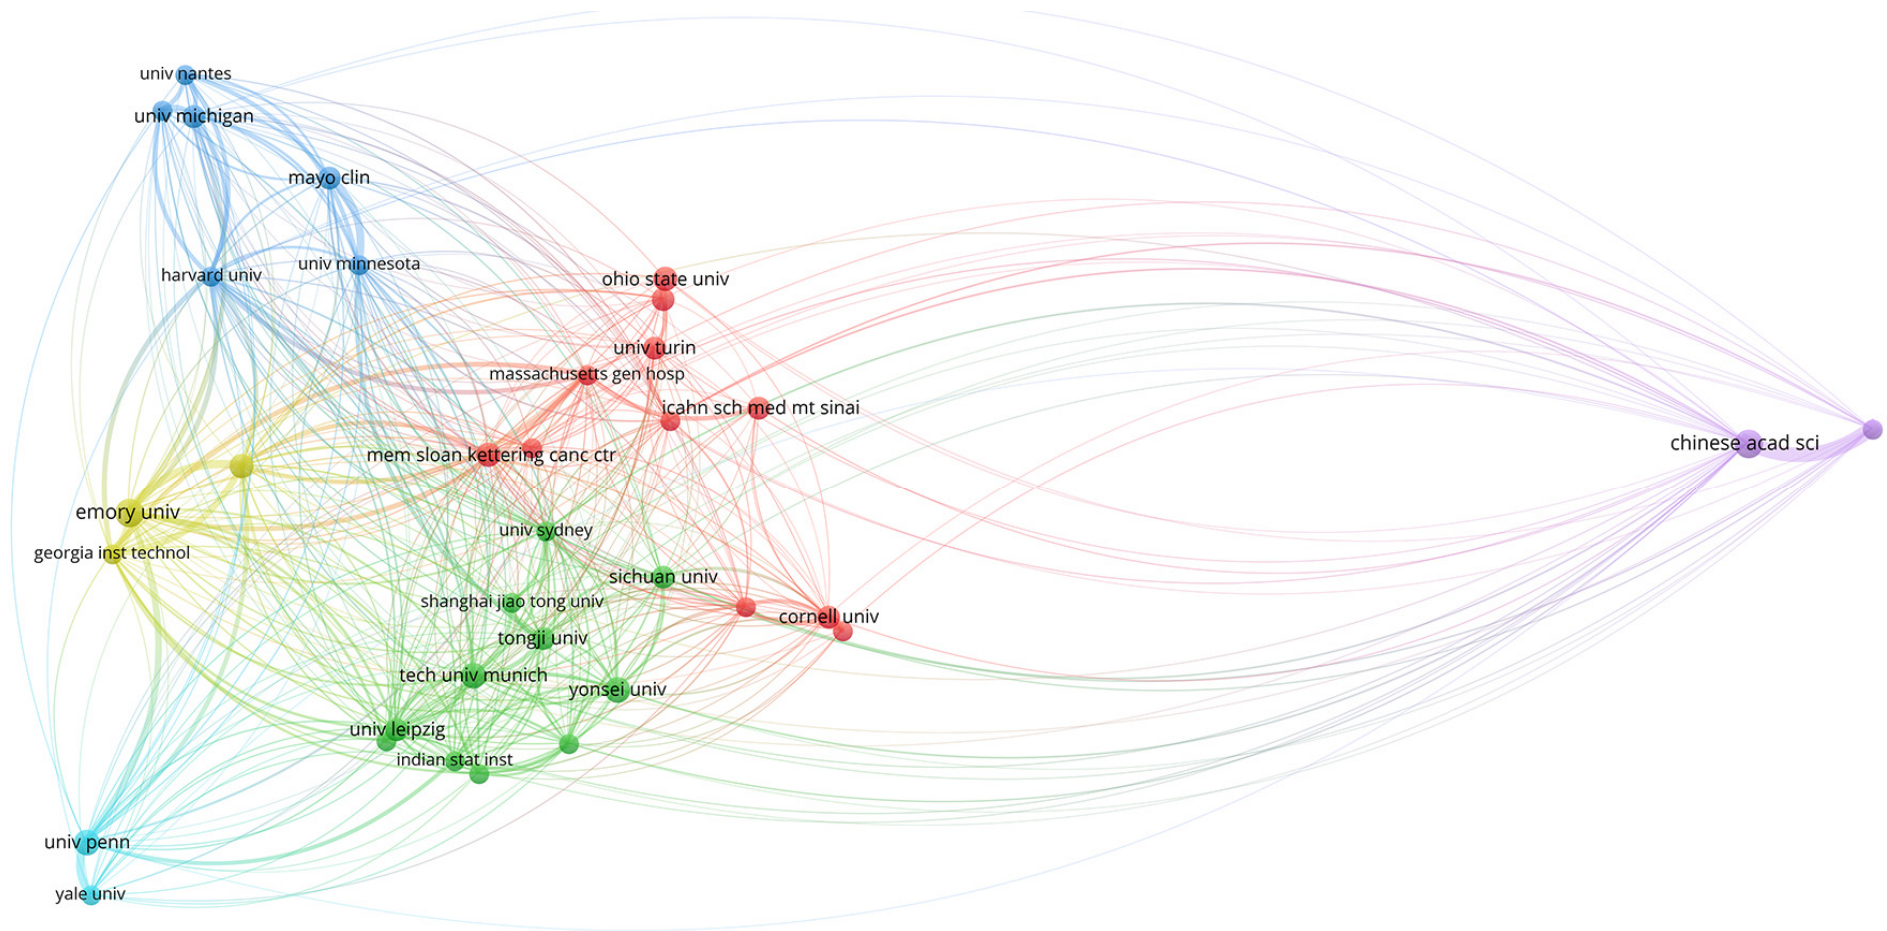 univ nantes
univ michigan
mayo clin
univ minnesota
harvard univ
ohio state univ
univ turin
massachusetts gen hosp
icahn sch med mt sinai
mem sloan kettering canc ctr
chinese acad sci
emory univ
georgia inst technol
univ sydney
sichuan univ
shanghai jiao tong univ
cornell univ
tongji univ
tech univ munich
yonsei univ
univ leipzig
indian stat inst
univ penn
yale univ